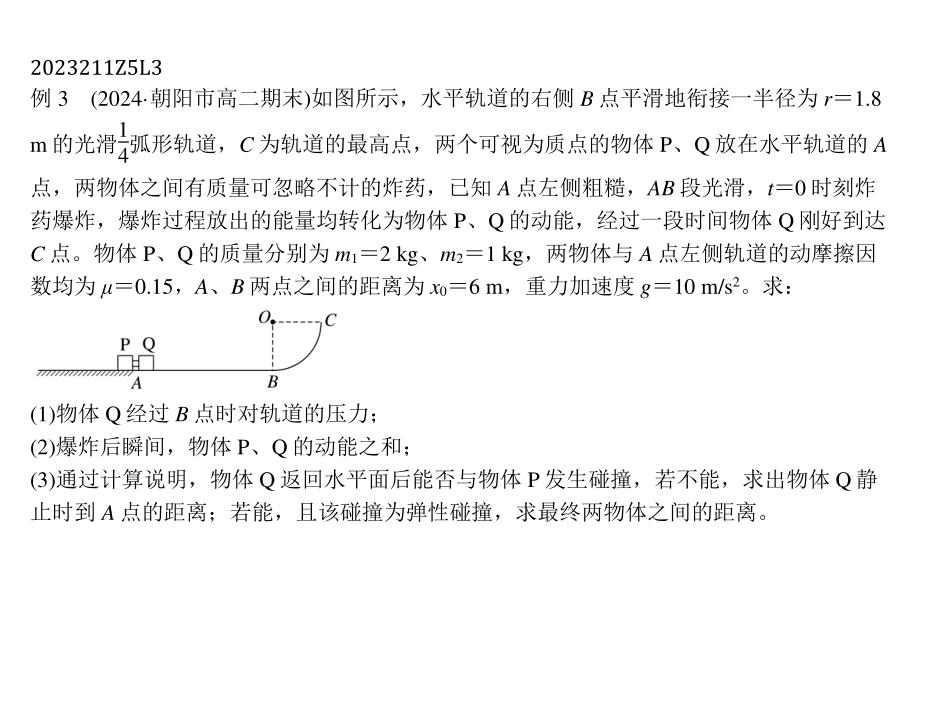 2023211Z5L3
例 3　(2024·朝阳市高二期末)如图所示，水平轨道的右侧 B 点平滑地衔接一半径为 r＝1.8
m 的光滑1/4弧形轨道，C 为轨道的最高点，两个可视为质点的物体 P、Q 放在水平轨道的 A
点，两物体之间有质量可忽略不计的炸药，已知 A 点左侧粗糙，AB 段光滑，t＝0 时刻炸
药爆炸，爆炸过程放出的能量均转化为物体 P、Q 的动能，经过一段时间物体 Q 刚好到达
C 点。物体 P、Q 的质量分别为 m₁＝2 kg、m₂＝1 kg，两物体与 A 点左侧轨道的动摩擦因
数均为 μ＝0.15，A、B 两点之间的距离为 x₀＝6 m，重力加速度 g＝10 m/s²。求：
O C
P Q
A B
(1)物体 Q 经过 B 点时对轨道的压力；
(2)爆炸后瞬间，物体 P、Q 的动能之和；
(3)通过计算说明，物体 Q 返回水平面后能否与物体 P 发生碰撞，若不能，求出物体 Q 静
止时到 A 点的距离；若能，且该碰撞为弹性碰撞，求最终两物体之间的距离。